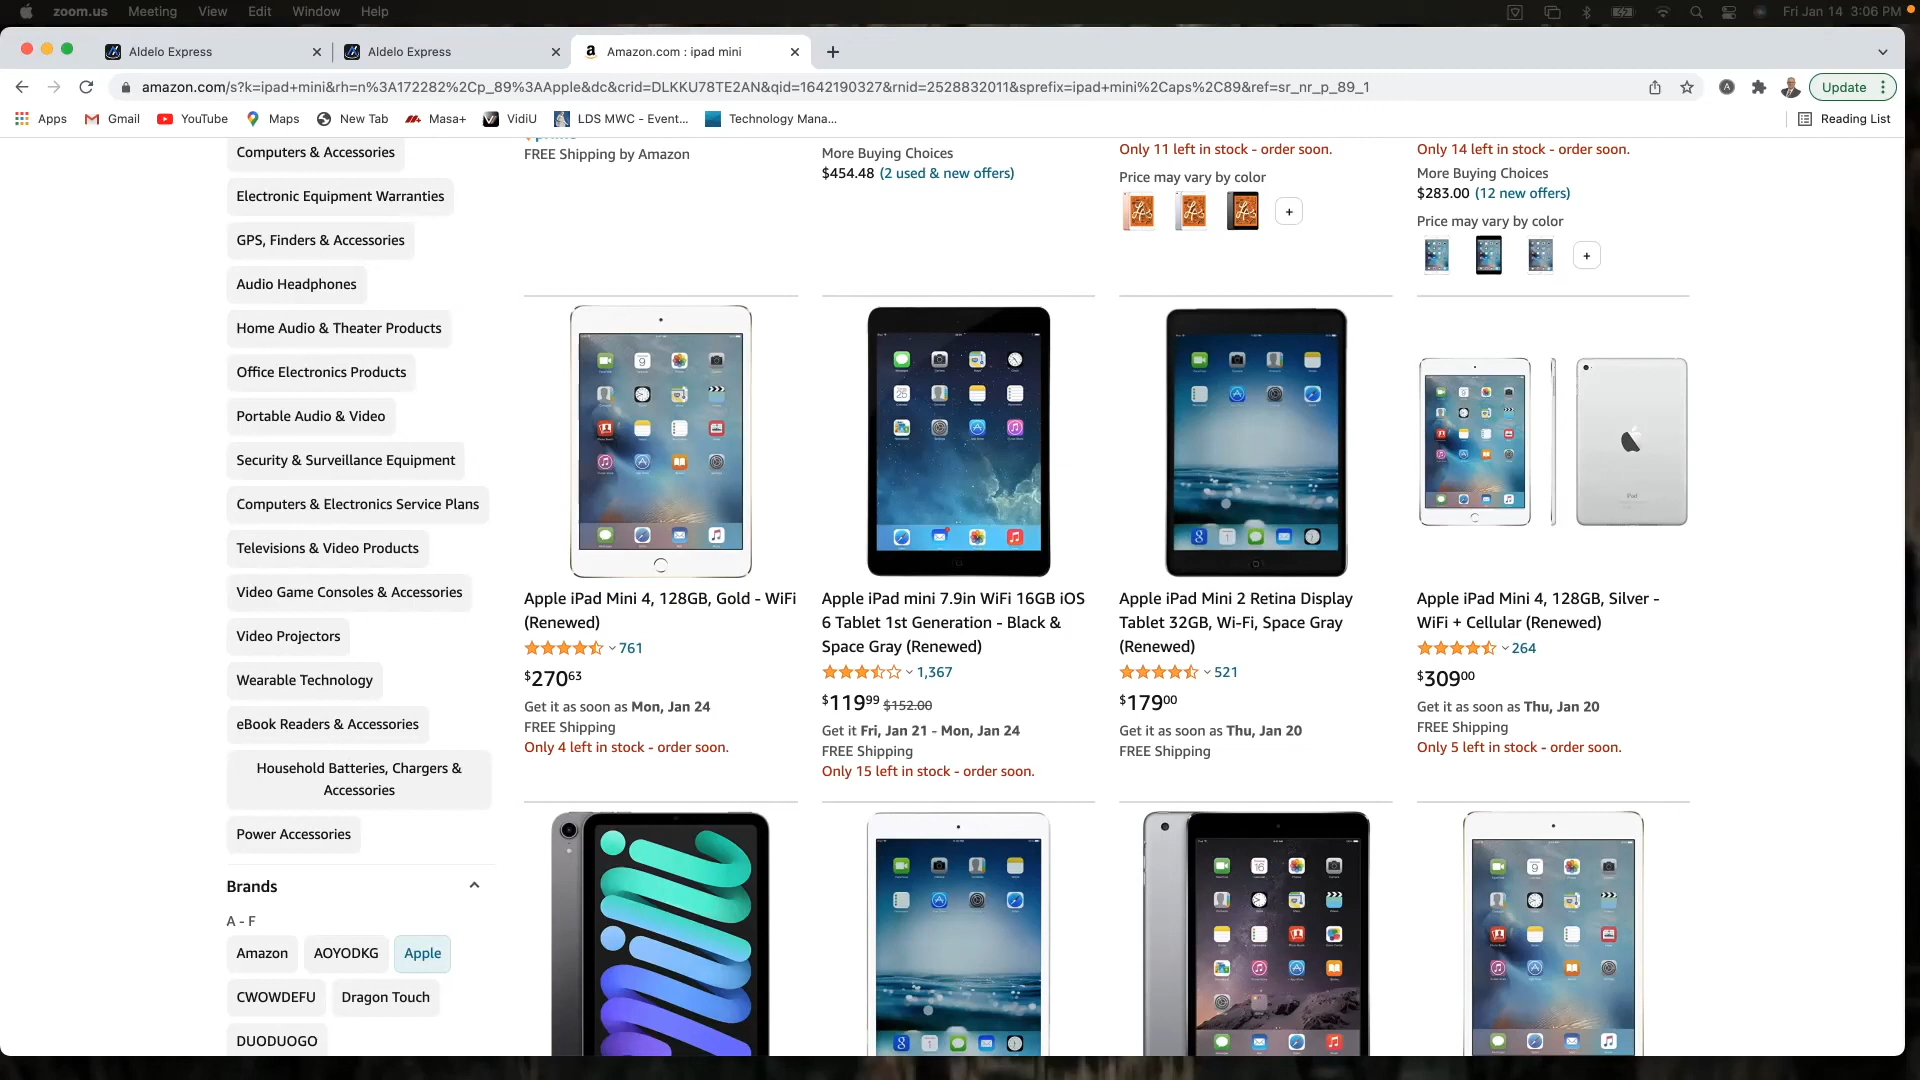 zoom.us Meeting View Edit Window Help Fri Jan 14 3:06 PM
Aldelo Express Aldelo Express Amazon.com : ipad mini
amazon.com/s?k=ipad+mini&rh=n%3A172282%2Cp_89%3AApple&dc&crid=DLKKU78TE2AN&qid=1642190327&rnid=2528832011&sprefix=ipad+mini%2Caps%2C89&ref=sr_nr_p_89_1 Update
Apps Gmail YouTube Maps New Tab Masa+ VidiU LDS MWC - Event... Technology Mana... Reading List
Computers & Accessories
Electronic Equipment Warranties
GPS, Finders & Accessories
Audio Headphones
Home Audio & Theater Products
Office Electronics Products
Portable Audio & Video
Security & Surveillance Equipment
Computers & Electronics Service Plans
Televisions & Video Products
Video Game Consoles & Accessories
Video Projectors
Wearable Technology
eBook Readers & Accessories
Household Batteries, Chargers &
Accessories
Power Accessories
Brands
A - F
Amazon AOYODKG Apple
CWOWDEFU Dragon Touch
DUODUOGO
FREE Shipping by Amazon
More Buying Choices
$454.48 (2 used & new offers)
Only 11 left in stock - order soon.
Price may vary by color
+
Only 14 left in stock - order soon.
More Buying Choices
$283.00 (12 new offers)
Price may vary by color
+
Apple iPad Mini 4, 128GB, Gold - WiFi
(Renewed)
761
$270.63
Get it as soon as Mon, Jan 24
FREE Shipping
Only 4 left in stock - order soon.
Apple iPad mini 7.9in WiFi 16GB iOS
6 Tablet 1st Generation - Black &
Space Gray (Renewed)
1,367
$119.99 $152.00
Get it Fri, Jan 21 - Mon, Jan 24
FREE Shipping
Only 15 left in stock - order soon.
Apple iPad Mini 2 Retina Display
Tablet 32GB, Wi-Fi, Space Gray
(Renewed)
521
$179.00
Get it as soon as Thu, Jan 20
FREE Shipping
Apple iPad Mini 4, 128GB, Silver -
WiFi + Cellular (Renewed)
264
$309.00
Get it as soon as Thu, Jan 20
FREE Shipping
Only 5 left in stock - order soon.